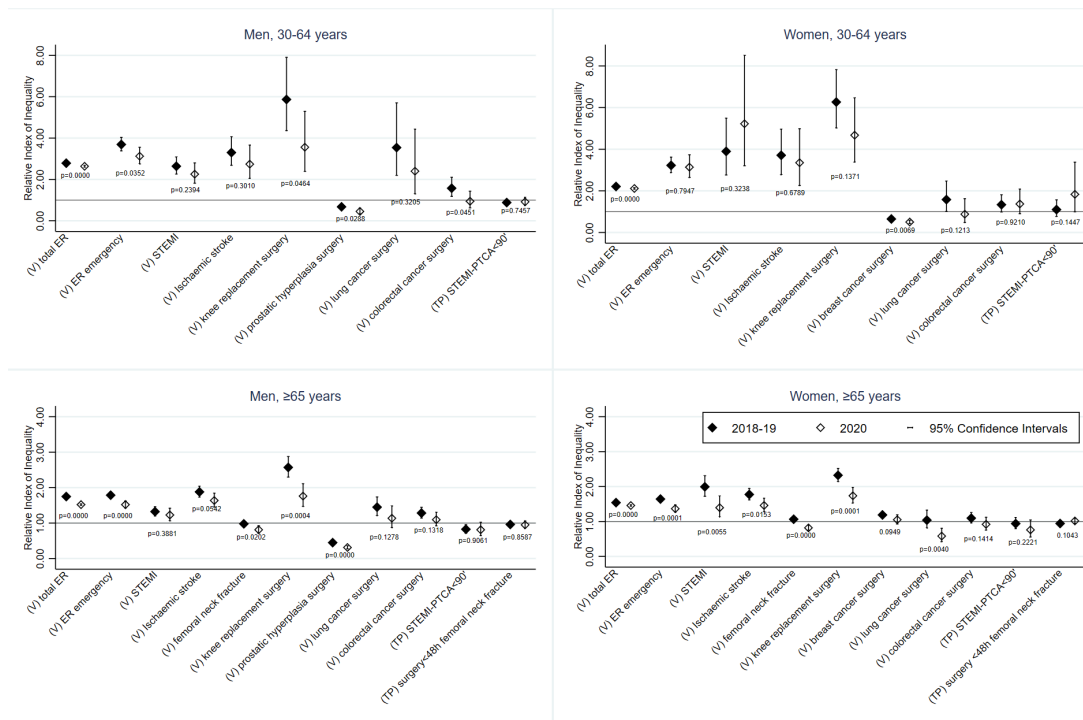 Men, 30-64 years
Relative Index of Inequality
8.00
6.00
4.00
2.00
0.00
p=0.0000
p=0.0352
p=0.2394
p=0.3010
p=0.0464
p=0.0288
p=0.3205
p=0.0451
p=0.7457
(V) total ER
(V) ER emergency
(V) STEMI
(V) Ischaemic stroke
(V) knee replacement surgery
(V) prostatic hyperplasia surgery
(V) lung cancer surgery
(V) colorectal cancer surgery
(TP) STEMI-PTCA<90'
Women, 30-64 years
Relative Index of Inequality
8.00
6.00
4.00
2.00
0.00
p=0.0000
p=0.7947
p=0.3238
p=0.6789
p=0.1371
p=0.0069
p=0.1213
p=0.9210
p=0.1447
(V) total ER
(V) ER emergency
(V) STEMI
(V) Ischaemic stroke
(V) knee replacement surgery
(V) breast cancer surgery
(V) lung cancer surgery
(V) colorectal cancer surgery
(TP) STEMI-PTCA<90'
Men, ≥65 years
Relative Index of Inequality
4.00
3.00
2.00
1.00
0.00
p=0.0000
p=0.0000
p=0.3881
p=0.0542
p=0.0202
p=0.0004
p=0.0000
p=0.1278
p=0.1318
p=0.9061
p=0.8587
(V) total ER
(V) ER emergency
(V) STEMI
(V) Ischaemic stroke
(V) femoral neck fracture
(V) knee replacement surgery
(V) prostatic hyperplasia surgery
(V) lung cancer surgery
(V) colorectal cancer surgery
(TP) STEMI-PTCA<90'
(TP) surgery<48h femoral neck fracture
Women, ≥65 years
2018-19 2020 95% Confidence Intervals
Relative Index of Inequality
4.00
3.00
2.00
1.00
0.00
p=0.0000
p=0.0001
p=0.0055
p=0.0153
p=0.0000
p=0.0001
0.0949
p=0.0040
p=0.1414
p=0.2221
0.1043
(V) total ER
(V) ER emergency
(V) STEMI
(V) Ischaemic stroke
(V) femoral neck fracture
(V) knee replacement surgery
(V) breast cancer surgery
(V) lung cancer surgery
(V) colorectal cancer surgery
(TP) STEMI-PTCA<90'
(TP) surgery<48h femoral neck fracture